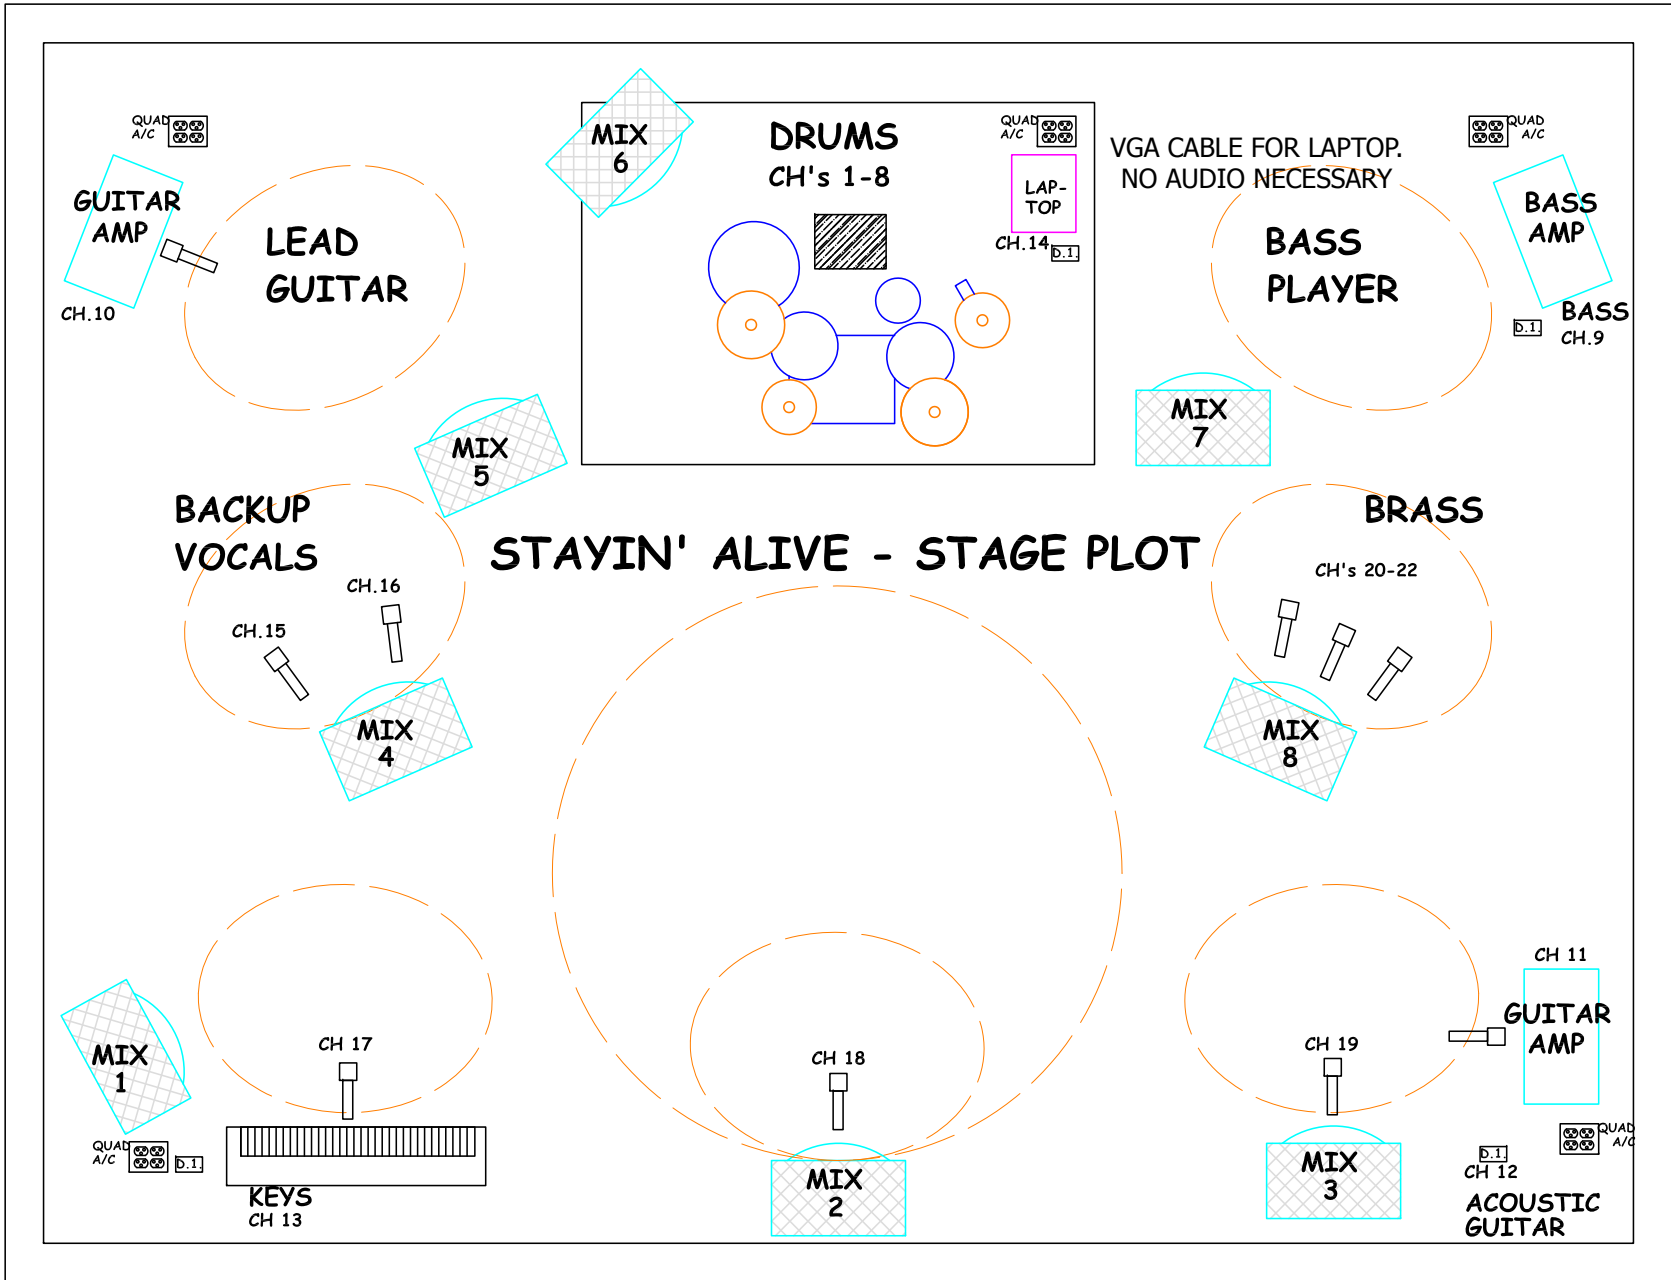 QUAD
A/C
GUITAR
AMP
CH.10
LEAD
GUITAR
MIX
6
DRUMS
CH's 1-8
QUAD
A/C
LAP-
TOP
CH.14
D.1.
VGA CABLE FOR LAPTOP.
NO AUDIO NECESSARY
QUAD
A/C
BASS
AMP
BASS
PLAYER
D.1.
BASS
CH.9
MIX
5
MIX
7
BACKUP
VOCALS
CH.16
CH.15
STAYIN' ALIVE - STAGE PLOT
BRASS
CH's 20-22
MIX
4
MIX
8
MIX
1
CH 17
QUAD
A/C
D.1.
KEYS
CH 13
CH 18
MIX
2
CH 19
MIX
3
CH 11
GUITAR
AMP
QUAD
A/C
D.1.
CH 12
ACOUSTIC
GUITAR